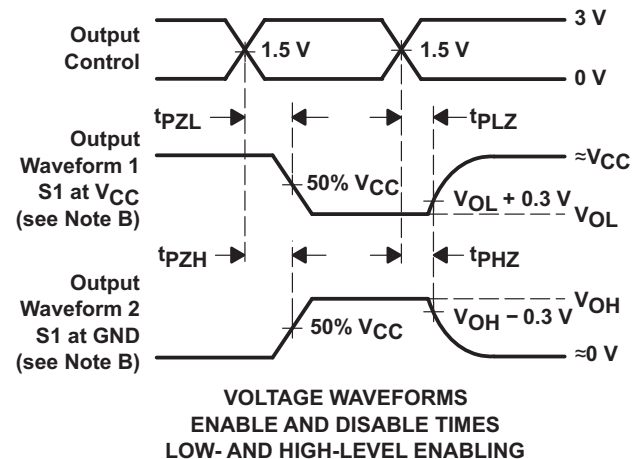 Output
Control
1.5 V
1.5 V
3 V
0 V
tPZL
tPLZ
Output
Waveform 1
S1 at VCC
(see Note B)
50% VCC
VOL + 0.3 V
≈VCC
VOL
tPZH
tPHZ
Output
Waveform 2
S1 at GND
(see Note B)
50% VCC
VOH
VOH − 0.3 V
≈0 V
VOLTAGE WAVEFORMS
ENABLE AND DISABLE TIMES
LOW- AND HIGH-LEVEL ENABLING